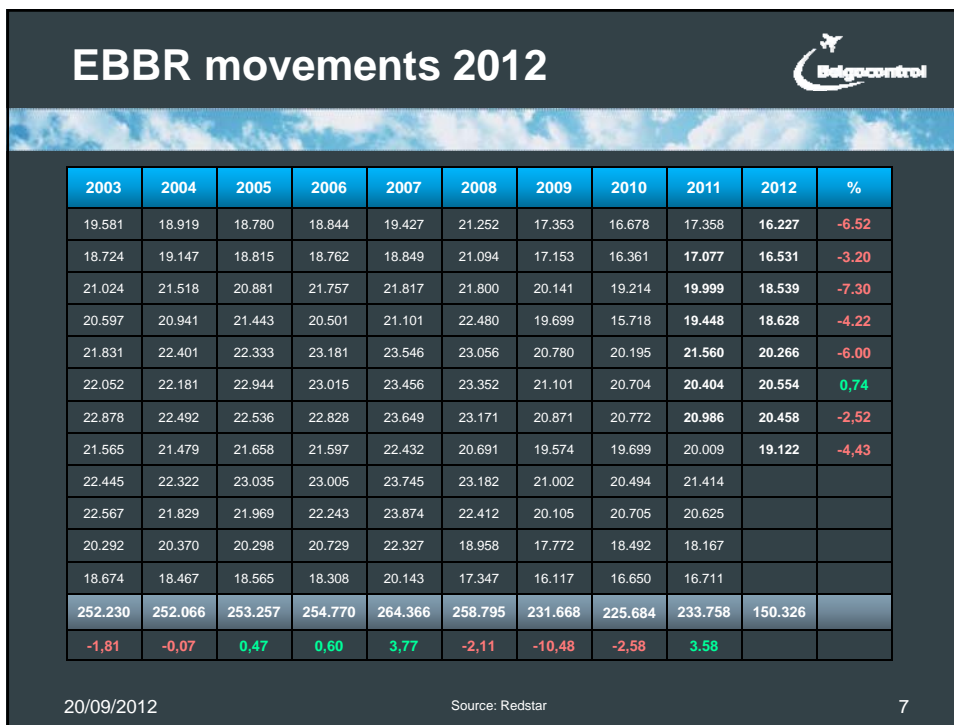 EBBR movements 2012
Belgocontrol
2003 2004 2005 2006 2007 2008 2009 2010 2011 2012 %
19.581 18.919 18.780 18.844 19.427 21.252 17.353 16.678 17.358 16.227 -6.52
18.724 19.147 18.815 18.762 18.849 21.094 17.153 16.361 17.077 16.531 -3.20
21.024 21.518 20.881 21.757 21.817 21.800 20.141 19.214 19.999 18.539 -7.30
20.597 20.941 21.443 20.501 21.101 22.480 19.699 15.718 19.448 18.628 -4.22
21.831 22.401 22.333 23.181 23.546 23.056 20.780 20.195 21.560 20.266 -6.00
22.052 22.181 22.944 23.015 23.456 23.352 21.101 20.704 20.404 20.554 0,74
22.878 22.492 22.536 22.828 23.649 23.171 20.871 20.772 20.986 20.458 -2,52
21.565 21.479 21.658 21.597 22.432 20.691 19.574 19.699 20.009 19.122 -4,43
22.445 22.322 23.035 23.005 23.745 23.182 21.002 20.494 21.414
22.567 21.829 21.969 22.243 23.874 22.412 20.105 20.705 20.625
20.292 20.370 20.298 20.729 22.327 18.958 17.772 18.492 18.167
18.674 18.467 18.565 18.308 20.143 17.347 16.117 16.650 16.711
252.230 252.066 253.257 254.770 264.366 258.795 231.668 225.684 233.758 150.326
-1,81 -0,07 0,47 0,60 3,77 -2,11 -10,48 -2,58 3.58
20/09/2012 Source: Redstar 7